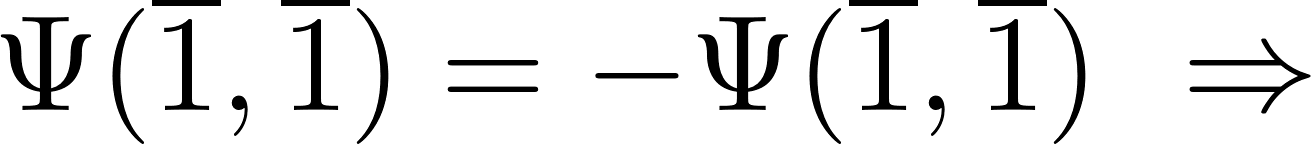 Ψ(1̅, 1̅) = −Ψ(1̅, 1̅) ⇒